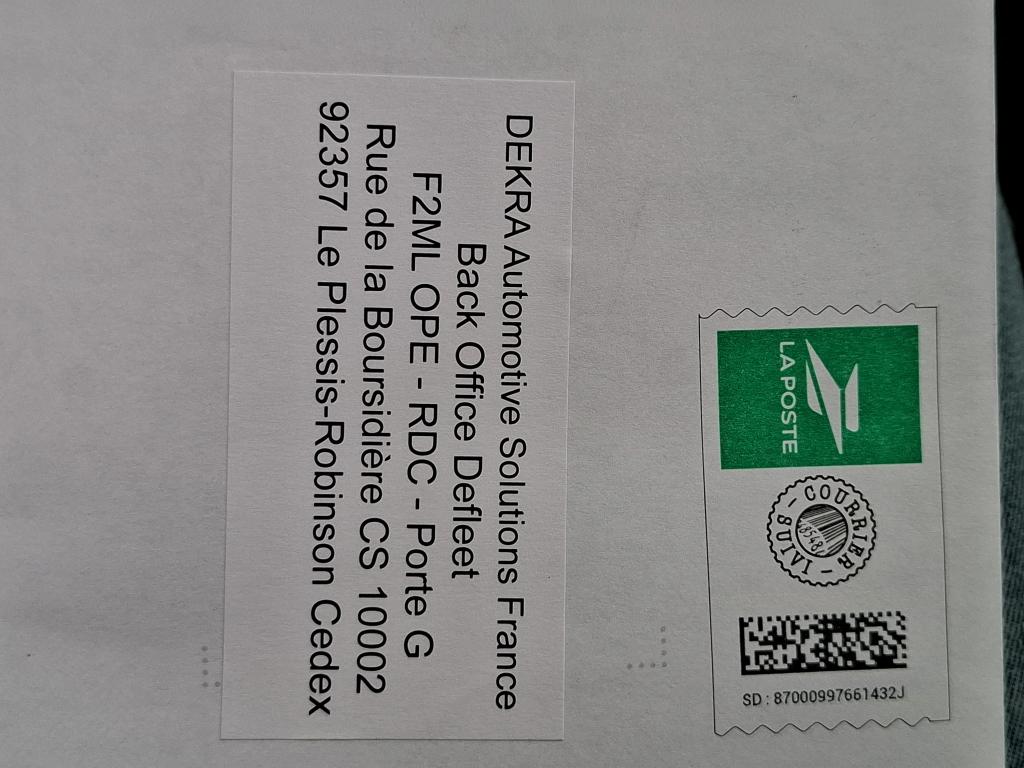 DEKRA Automotive Solutions France
Back Office Defleet
F2ML OPE - RDC - Porte G
Rue de la Boursidière CS 10002
92357 Le Plessis-Robinson Cedex
LA POSTE
COURRIER - SUIVI -
SD : 87000997661432J